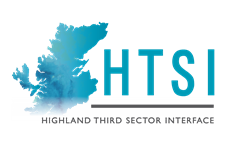 HTSI
HIGHLAND THIRD SECTOR INTERFACE